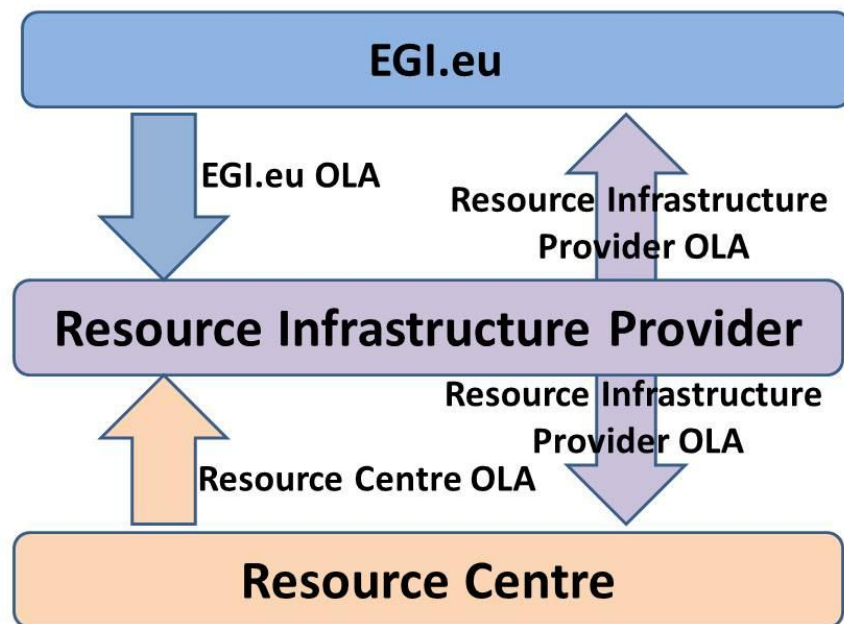 EGI.eu
EGI.eu OLA
Resource Infrastructure
Provider OLA
Resource Infrastructure Provider
Resource Infrastructure
Provider OLA
Resource Centre OLA
Resource Centre